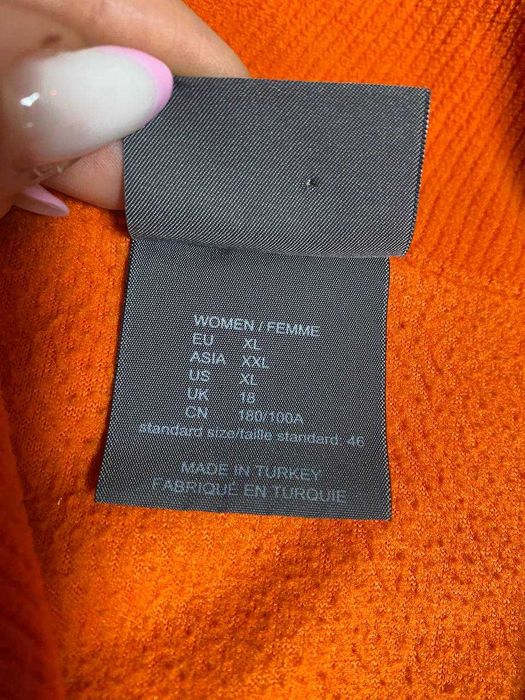 WOMEN / FEMME
EU XL
ASIA XXL
US XL
UK 18
CN 180/100A
standard size/taille standard: 46
MADE IN TURKEY
FABRIQUÉ EN TURQUIE